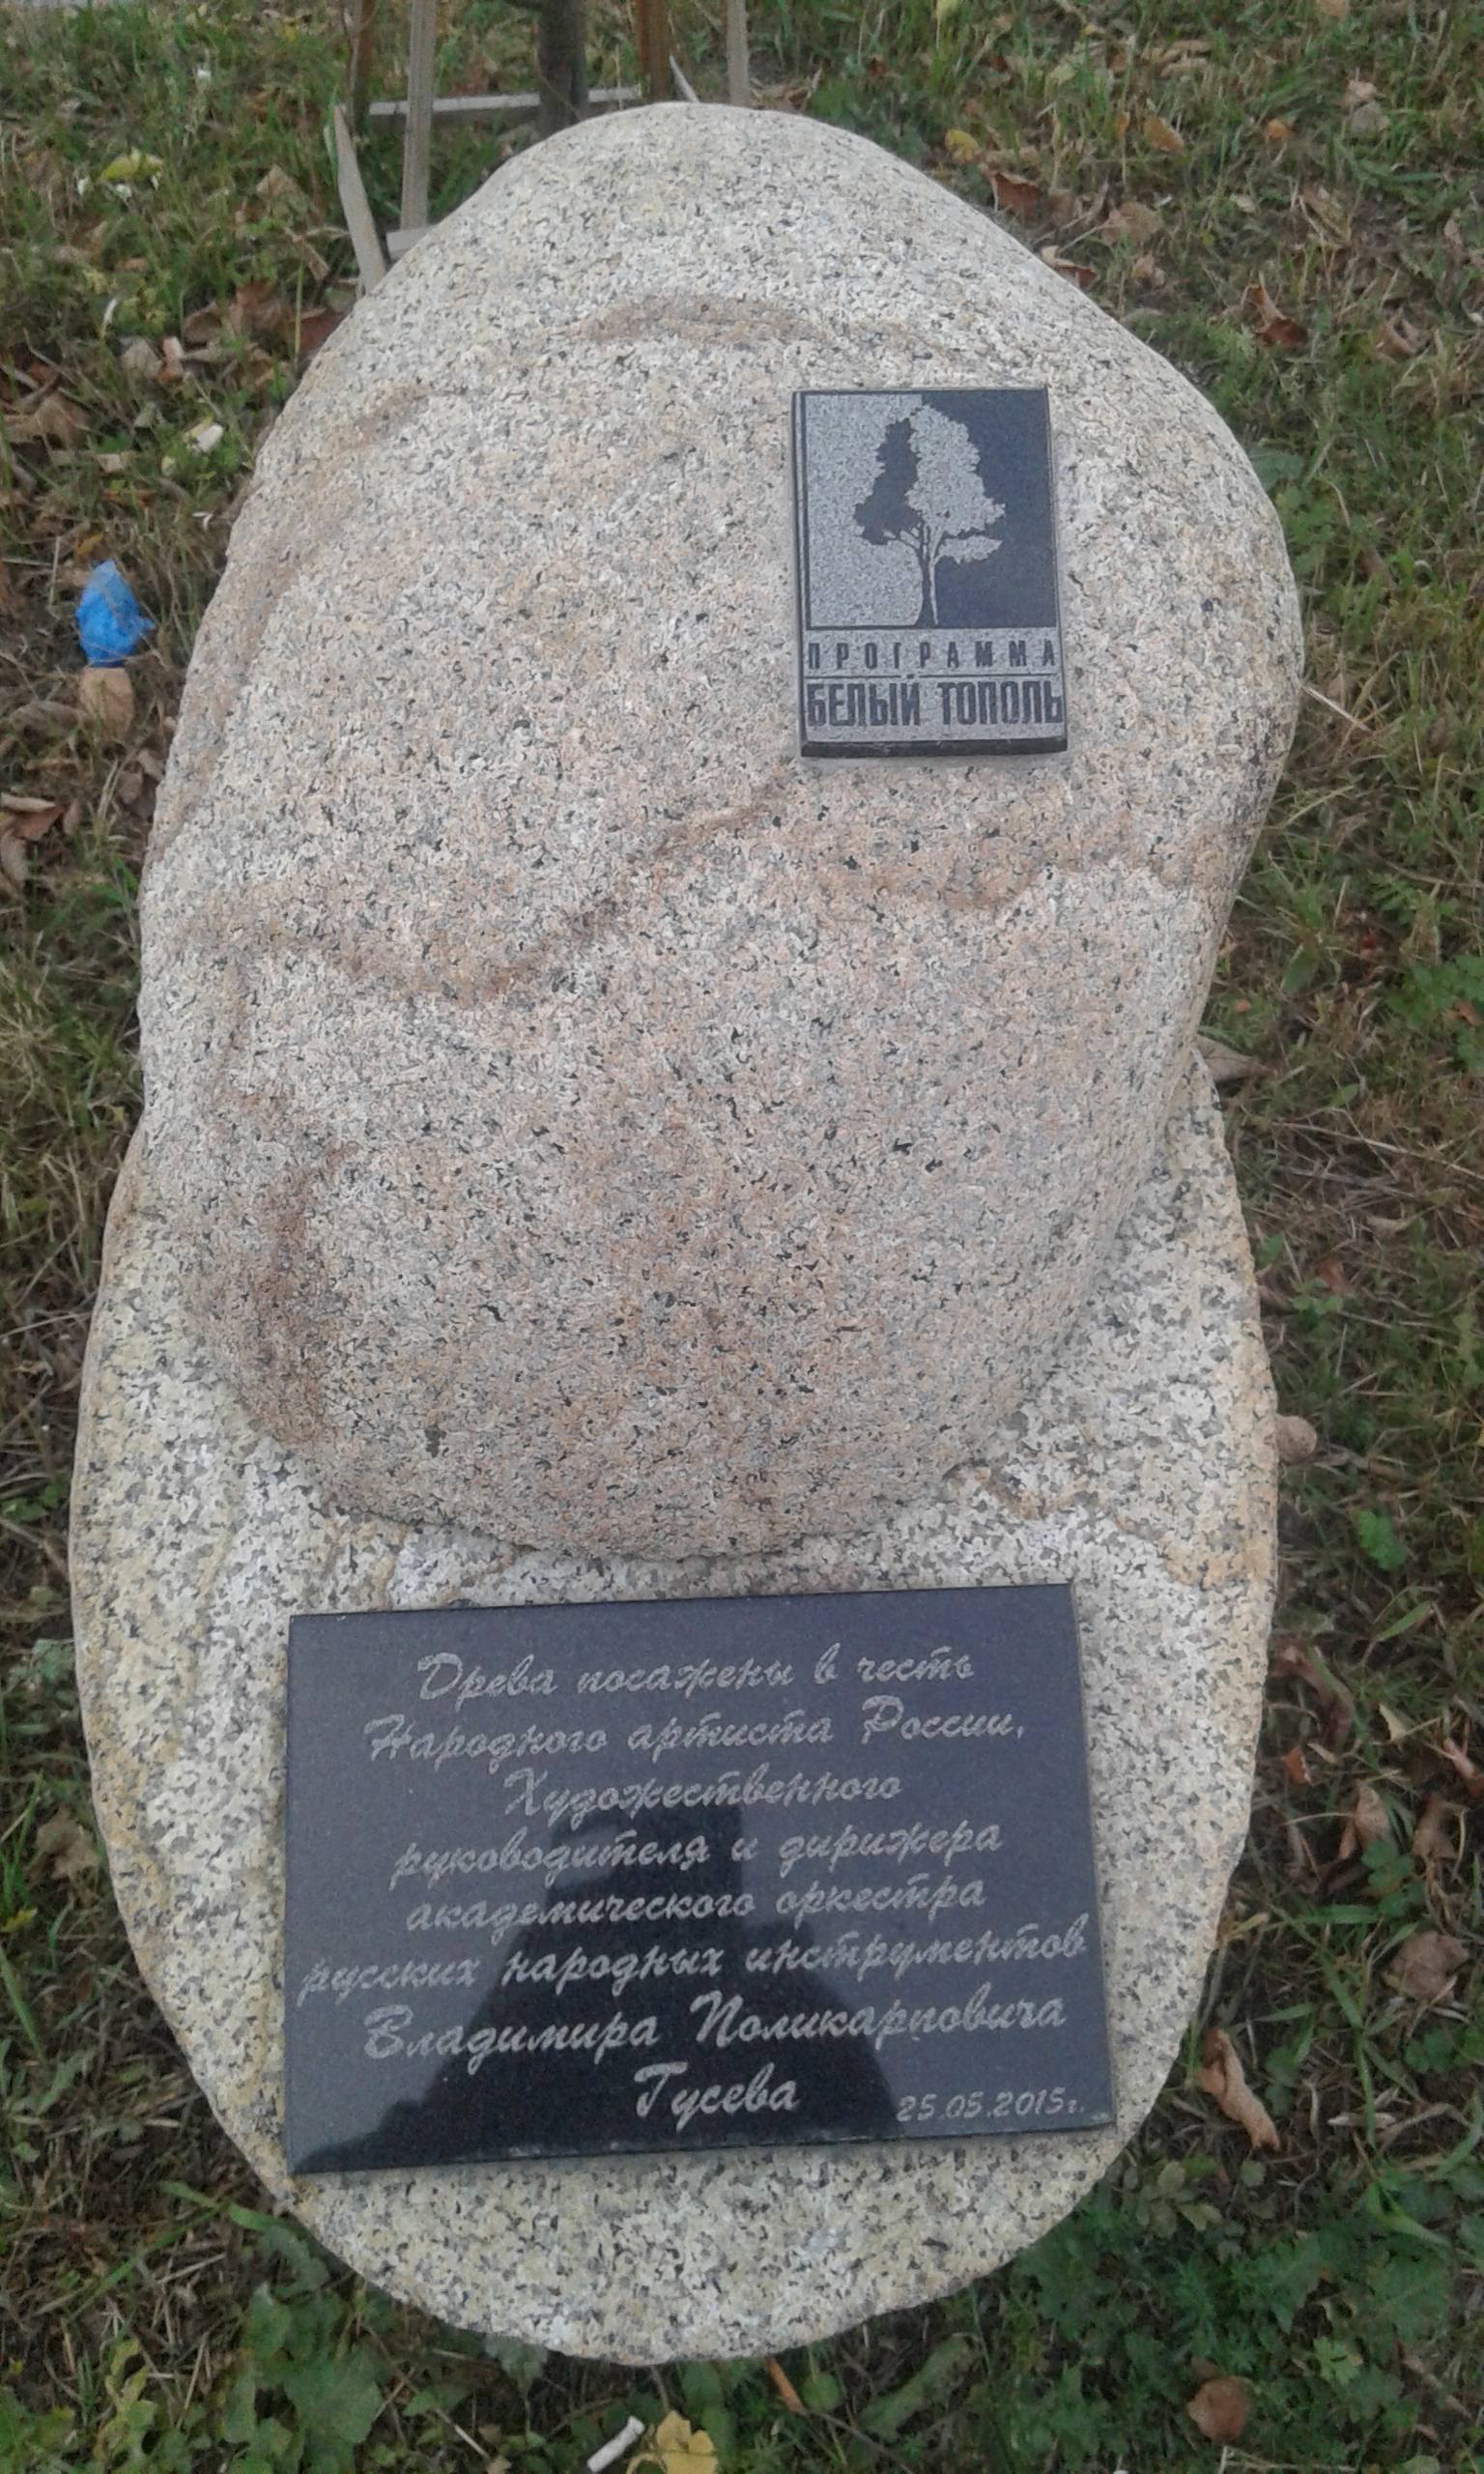 ПРОГРАММА
БЕЛЫЙ ТОПОЛЬ
Древа посажены в честь
Народного артиста России,
Художественного
руководителя и дирижера
академического оркестра
русских народных инструментов
Владимира Поликарповича
Гусева
25.05.2015г.